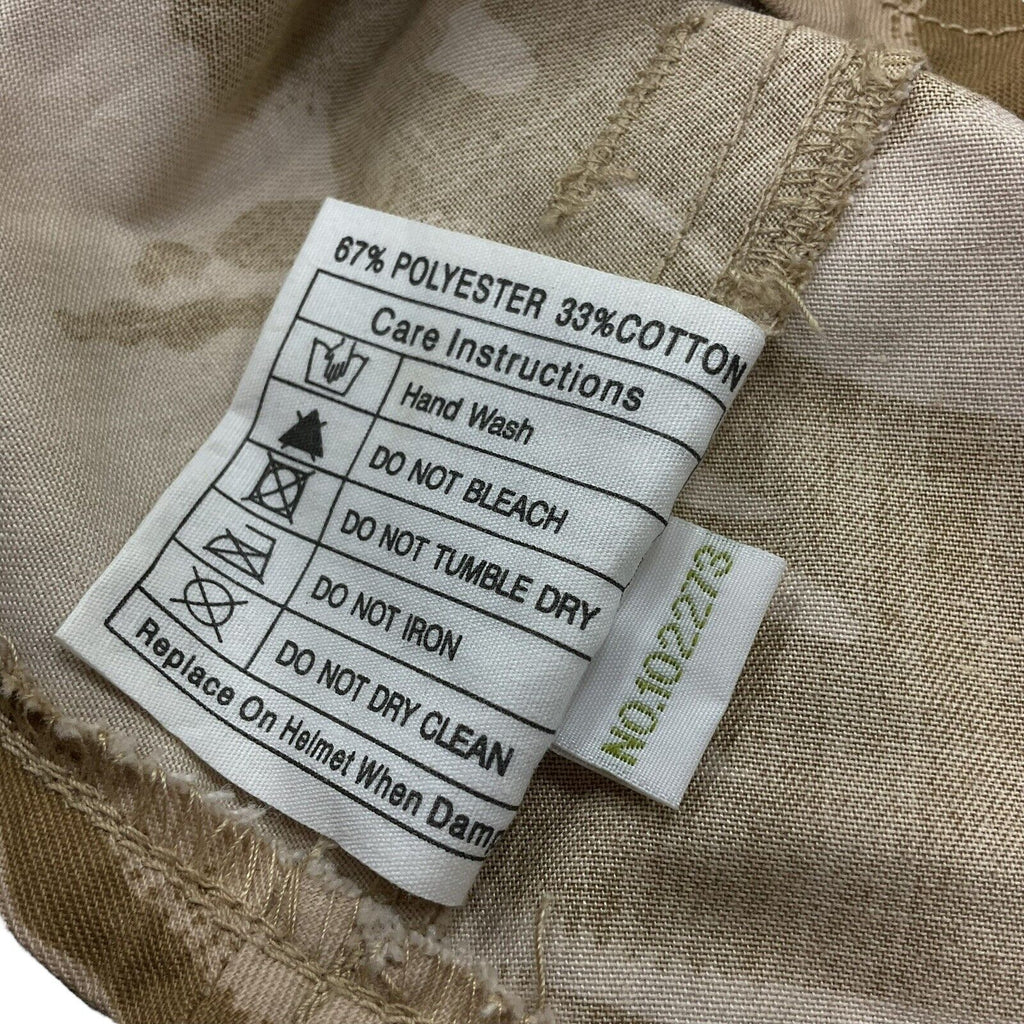 67% POLYESTER 33%COTTON
Care Instructions
Hand Wash
DO NOT BLEACH
DO NOT TUMBLE DRY
DO NOT IRON
DO NOT DRY CLEAN
Replace On Helmet When
NO.102273